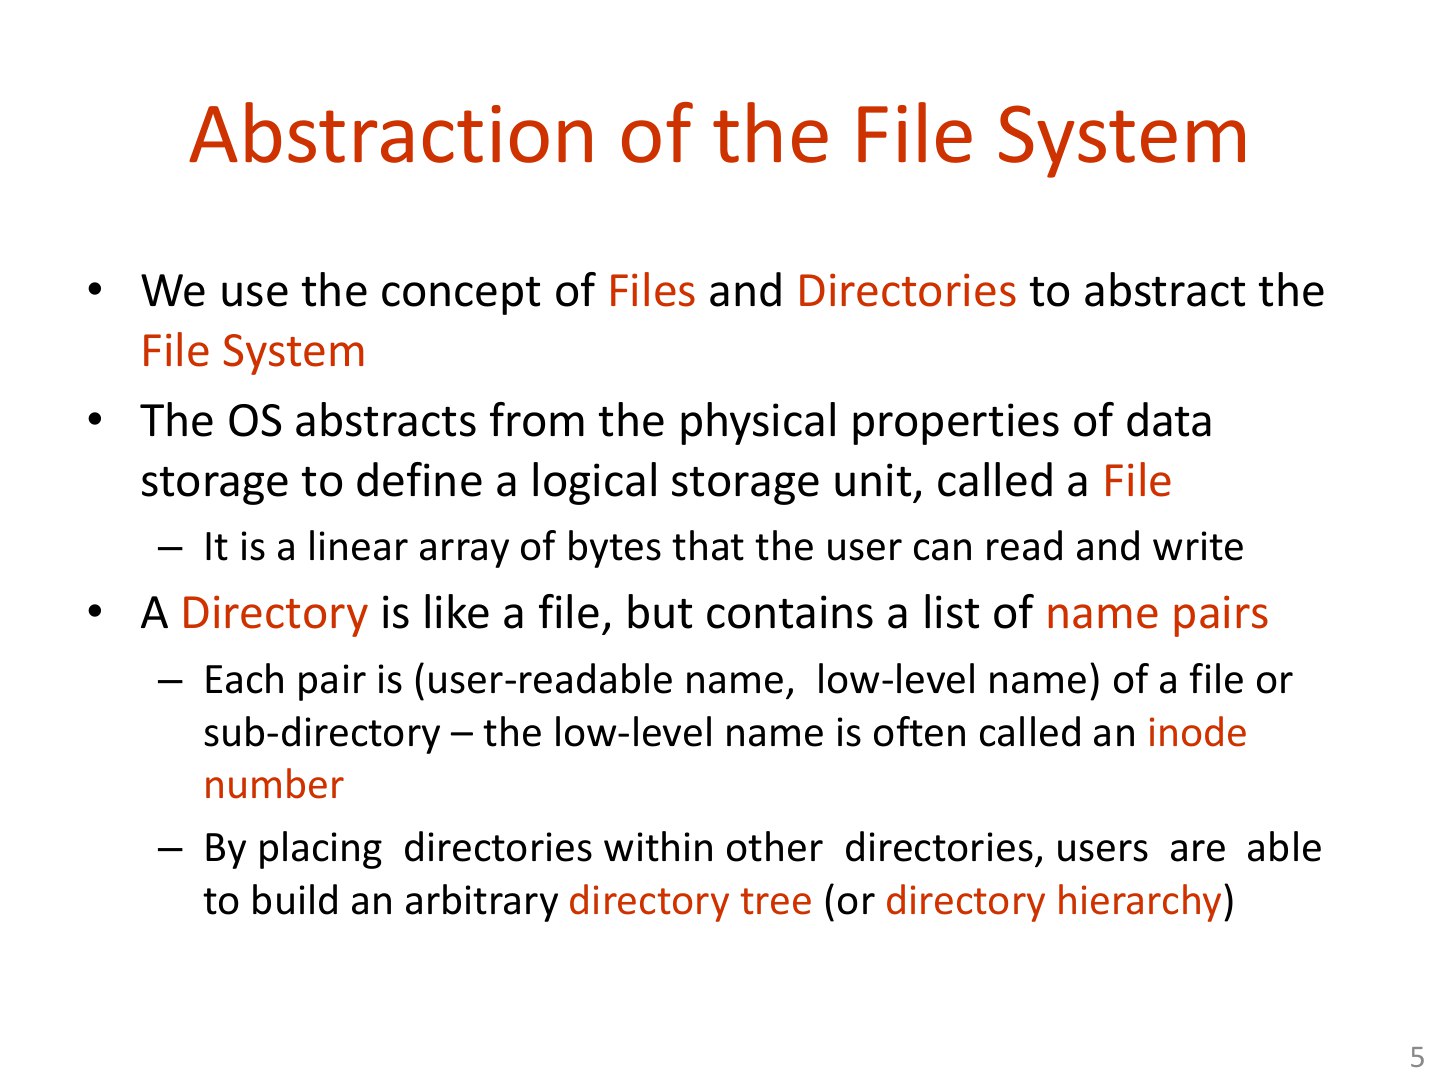 Abstraction of the File System
• We use the concept of Files and Directories to abstract the
File System
• The OS abstracts from the physical properties of data
storage to define a logical storage unit, called a File
– It is a linear array of bytes that the user can read and write
• A Directory is like a file, but contains a list of name pairs
– Each pair is (user-readable name,  low-level name) of a file or
sub-directory – the low-level name is often called an inode
number
– By placing  directories within other  directories, users  are  able
to build an arbitrary directory tree (or directory hierarchy)
5